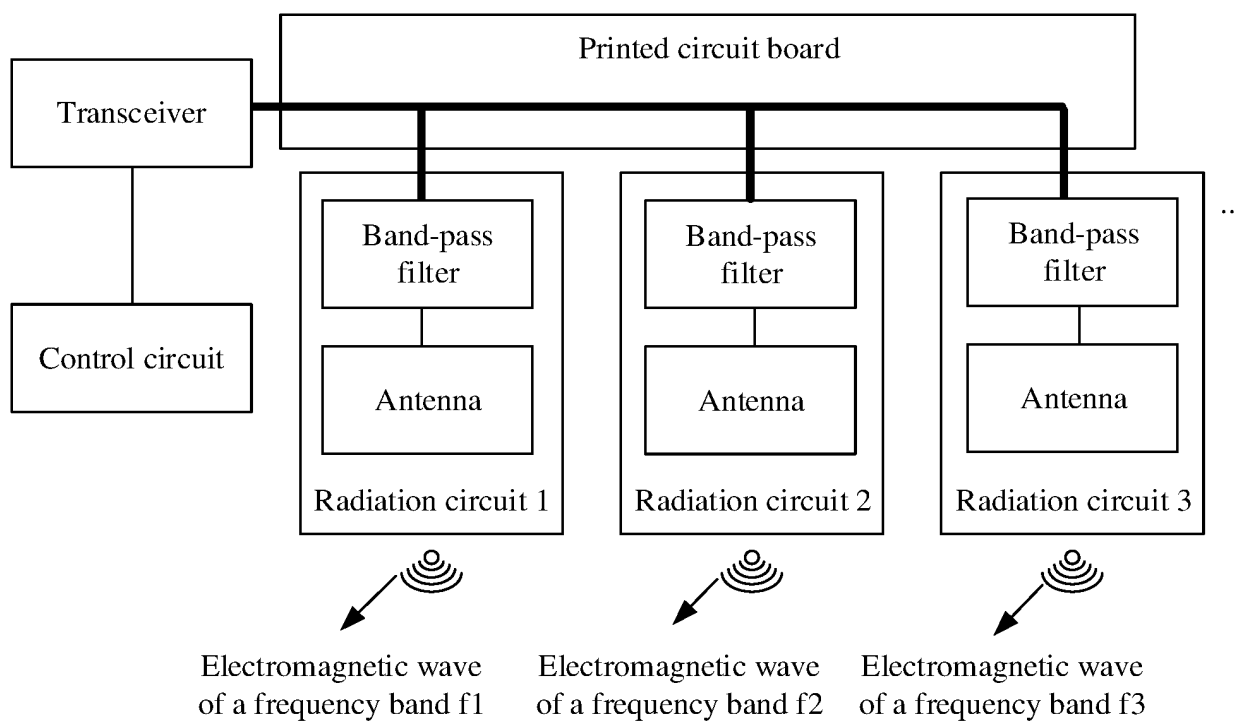 Printed circuit board
Transceiver
Control circuit
Band-pass
filter
Antenna
Radiation circuit 1
Band-pass
filter
Antenna
Radiation circuit 2
Band-pass
filter
Antenna
Radiation circuit 3
..
Electromagnetic wave
of a frequency band f1
Electromagnetic wave
of a frequency band f2
Electromagnetic wave
of a frequency band f3